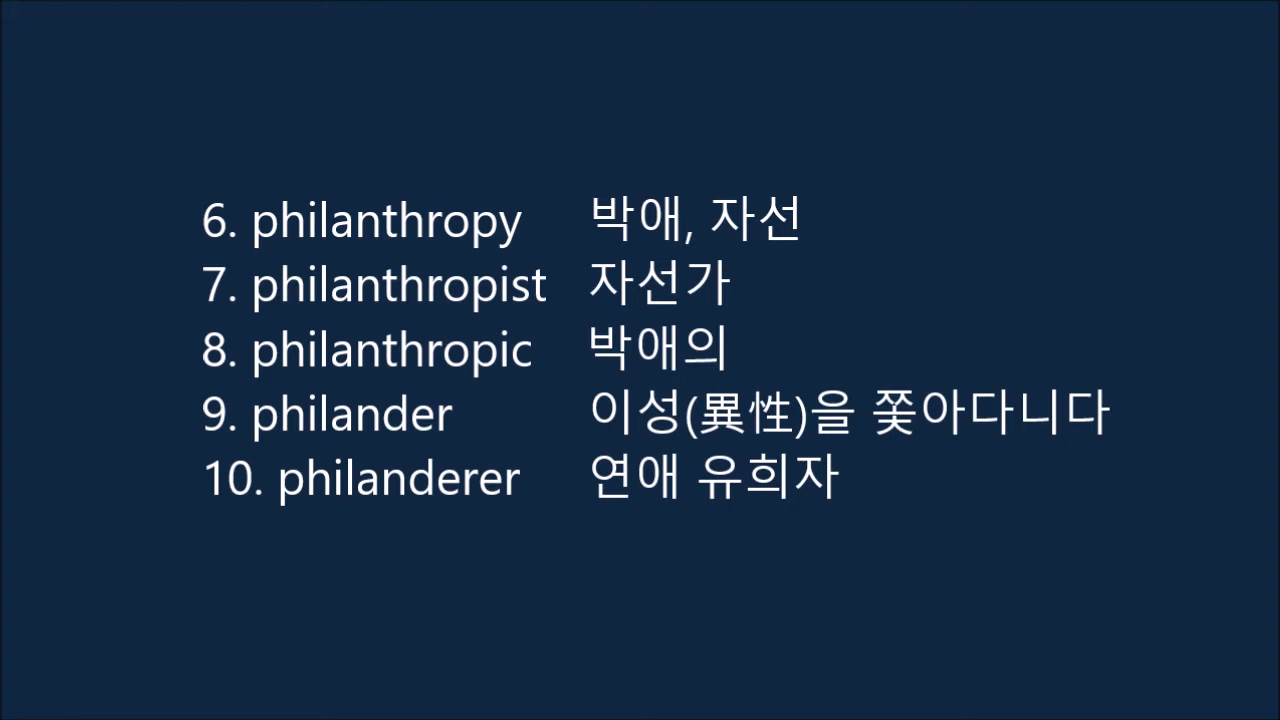 6. philanthropy 박애, 자선
7. philanthropist 자선가
8. philanthropic 박애의
9. philander 이성(異性)을 쫓아다니다
10. philanderer 연애 유희자